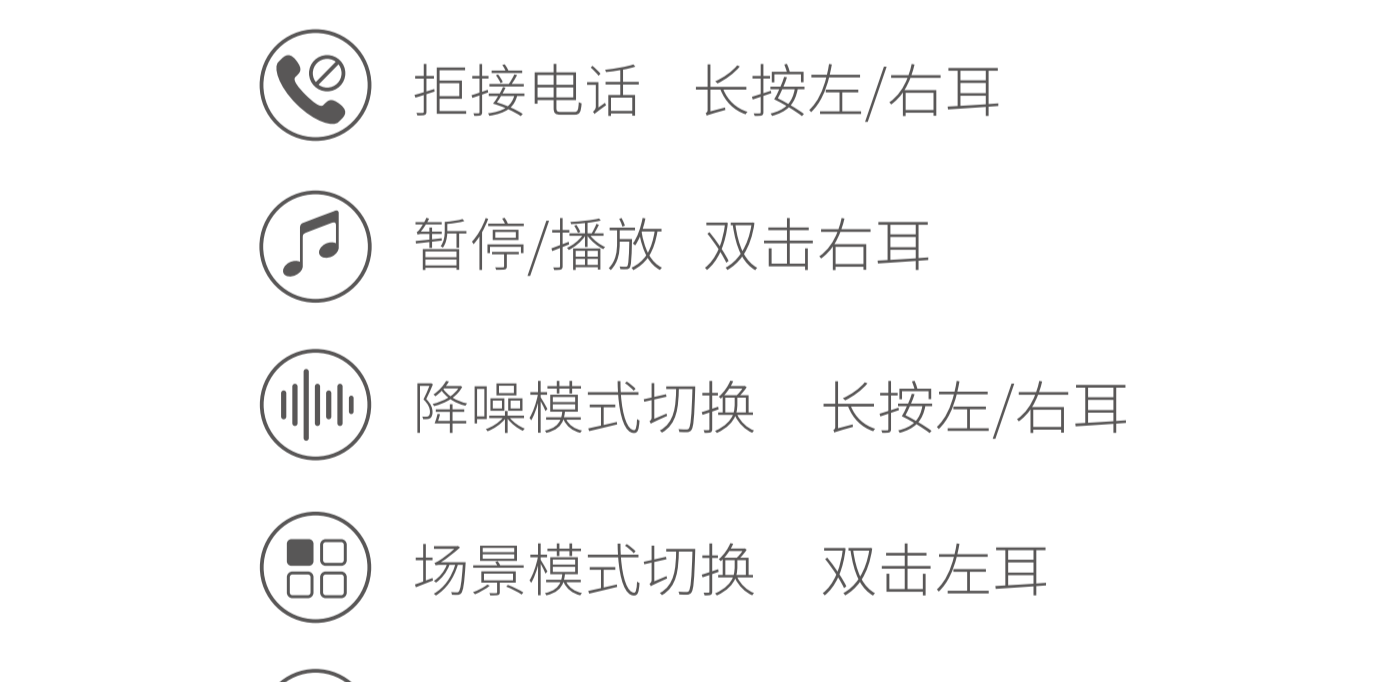 拒接电话 长按左/右耳
暂停/播放 双击右耳
降噪模式切换 长按左/右耳
场景模式切换 双击左耳